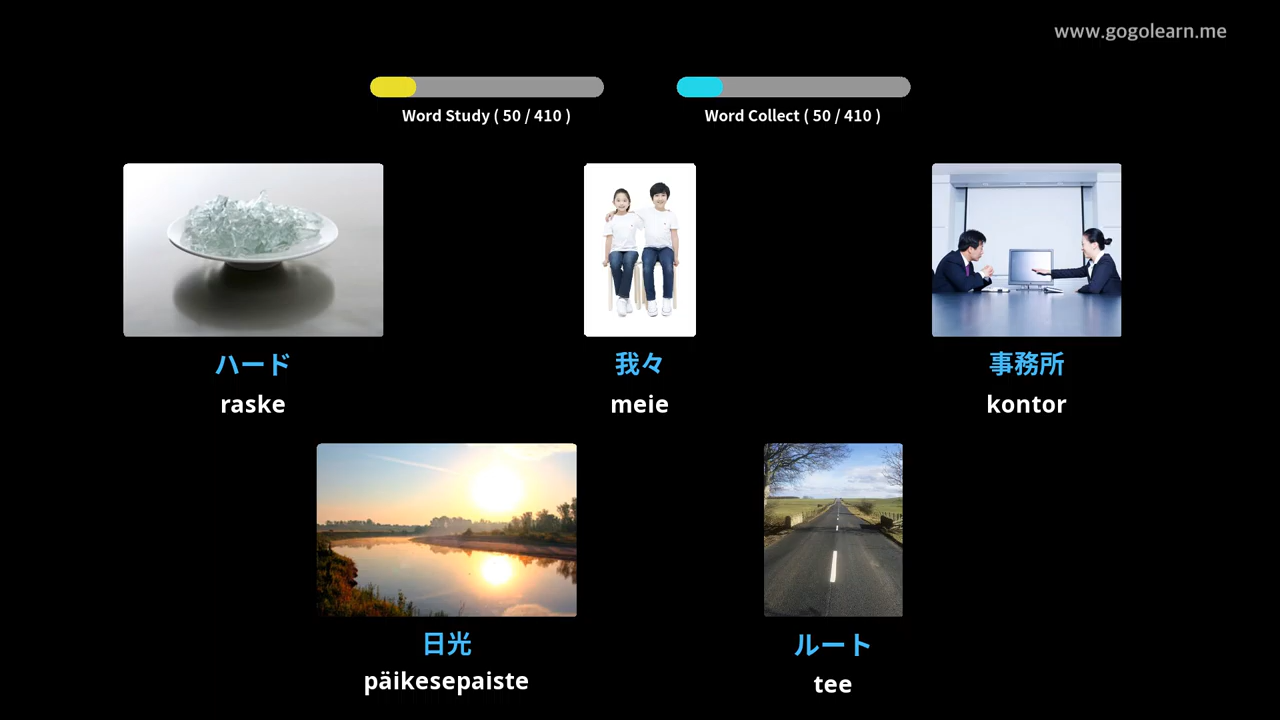 www.gogolearn.me
Word Study ( 50 / 410 )
Word Collect ( 50 / 410 )
ハード
raske
我々
meie
事務所
kontor
日光
päikesepaiste
ルート
tee